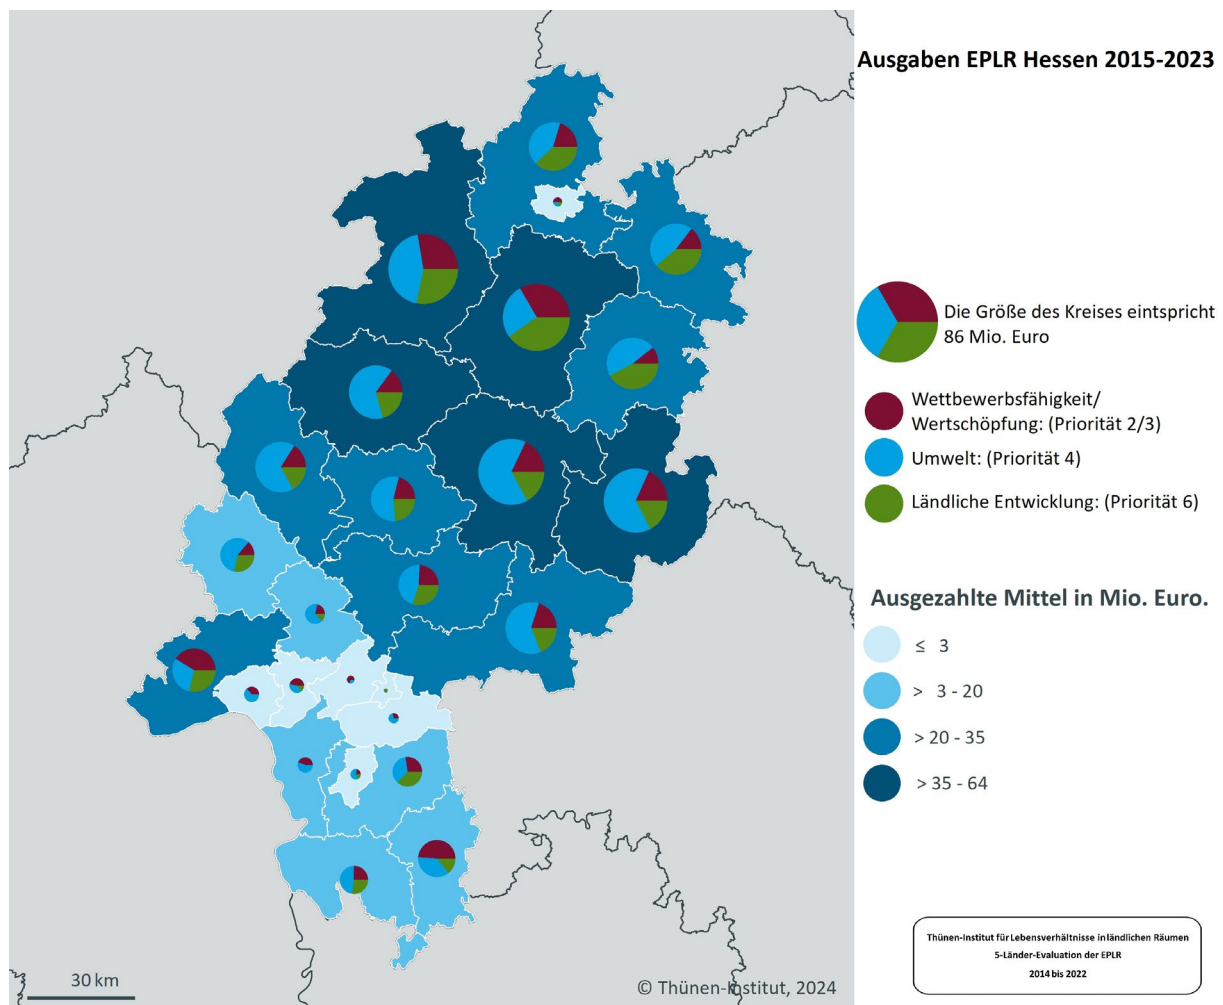 Ausgaben EPLR Hessen 2015-2023
Die Größe des Kreises eintspricht
86 Mio. Euro
Wettbewerbsfähigkeit/
Wertschöpfung: (Priorität 2/3)
Umwelt: (Priorität 4)
Ländliche Entwicklung: (Priorität 6)
Ausgezahlte Mittel in Mio. Euro.
≤ 3
> 3 - 20
> 20 - 35
> 35 - 64
Thünen-Institut für Lebensverhältnisse in ländlichen Räumen
5-Länder-Evaluation der EPLR
2014 bis 2022
30 km
© Thünen-Institut, 2024